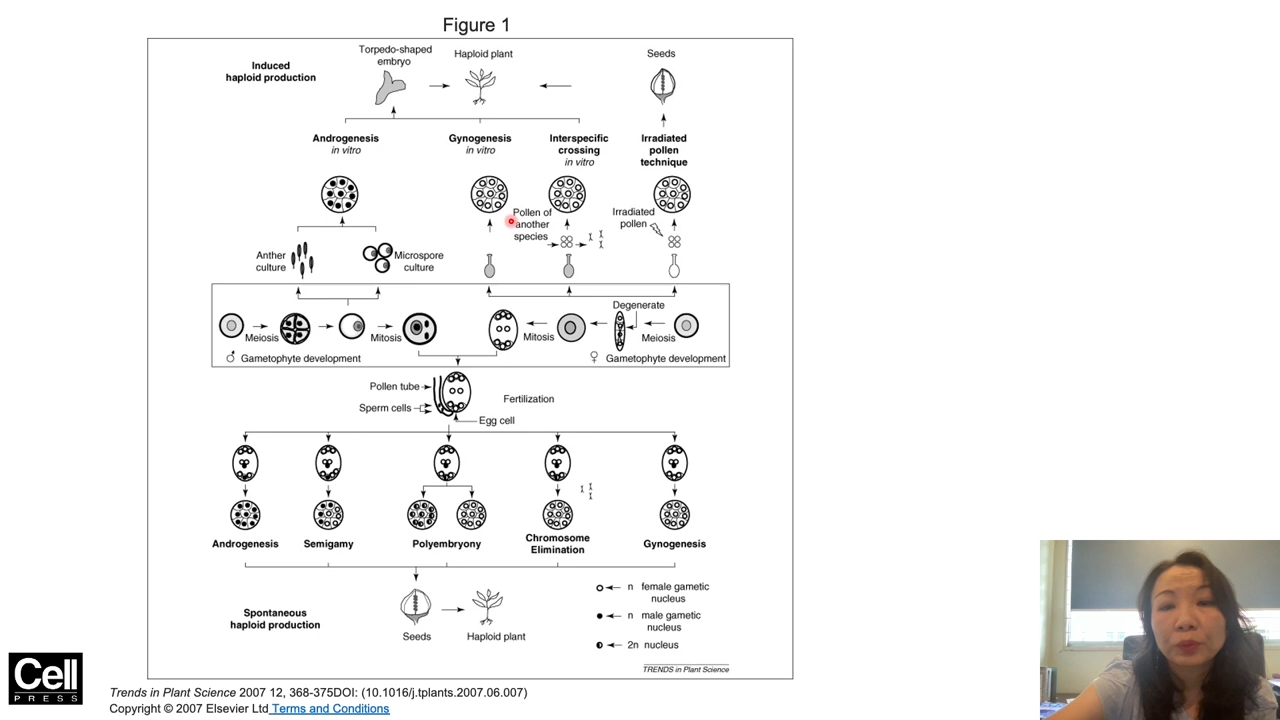 Figure 1
Induced
haploid production
Torpedo-shaped
embryo
Haploid plant
Seeds
Androgenesis
in vitro
Gynogenesis
in vitro
Interspecific
crossing
in vitro
Irradiated
pollen
technique
Pollen of
another
species
Irradiated
pollen
Anther
culture
Microspore
culture
Degenerate
Meiosis
Mitosis
Mitosis
Meiosis
♂ Gametophyte development
♀ Gametophyte development
Pollen tube
Sperm cells
Fertilization
Egg cell
Androgenesis
Semigamy
Polyembryony
Chromosome
Elimination
Gynogenesis
Spontaneous
haploid production
Seeds
Haploid plant
n female gametic
nucleus
n male gametic
nucleus
2n nucleus
TRENDS in Plant Science
Cell
PRESS
Trends in Plant Science 2007 12, 368-375DOI: (10.1016/j.tplants.2007.06.007)
Copyright © 2007 Elsevier Ltd Terms and Conditions